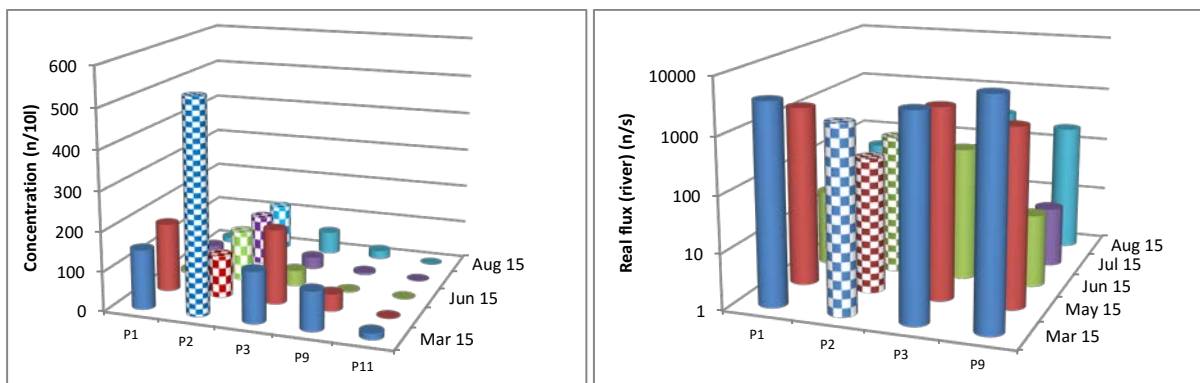 Concentration (n/10l)
600
500
400
300
200
100
0
P1
P2
P3
P9
P11
Mar 15
Jun 15
Aug 15
Real flux (river) (n/s)
10000
1000
100
10
1
P1
P2
P3
P9
Mar 15
May 15
Jun 15
Jul 15
Aug 15